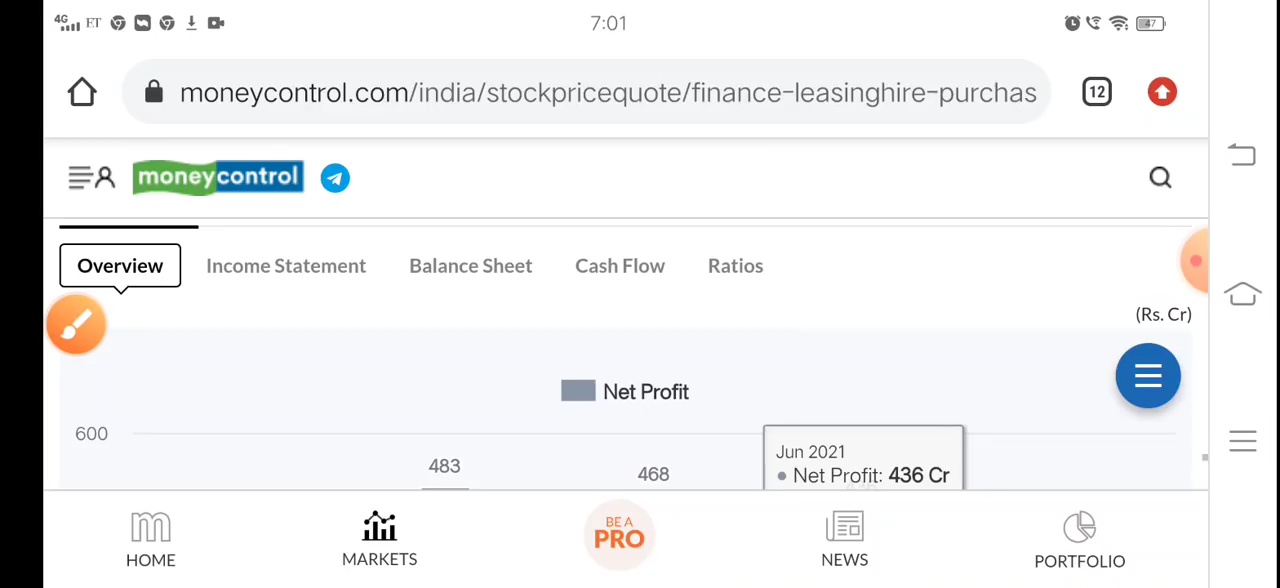 4G ET 7:01 47
moneycontrol.com/india/stockpricequote/finance-leasinghire-purchas
12
moneycontrol
Overview Income Statement Balance Sheet Cash Flow Ratios
(Rs. Cr)
Net Profit
600
483
468
Jun 2021
Net Profit: 436 Cr
HOME
MARKETS
BE A
PRO
NEWS
PORTFOLIO